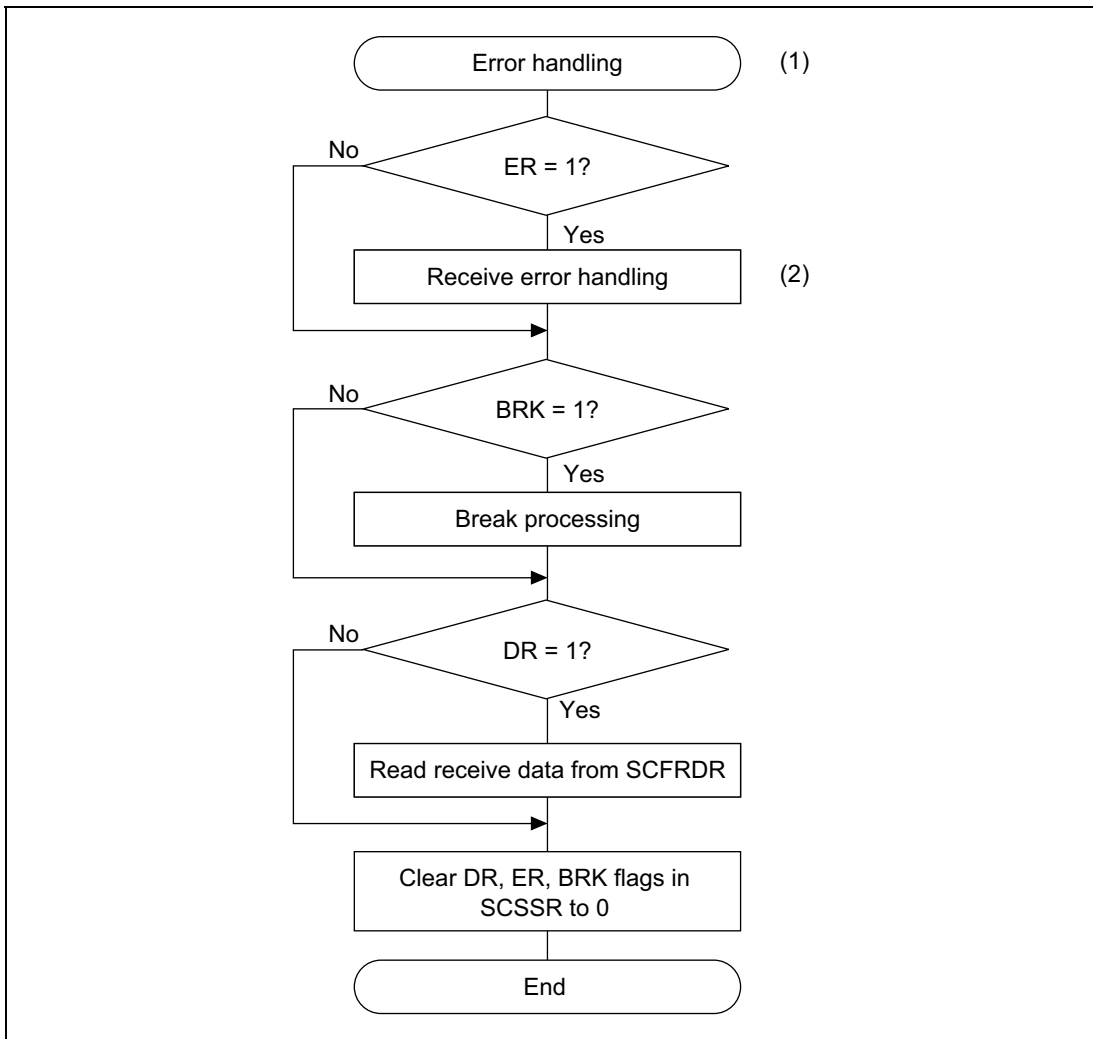 Error handling (1)
ER = 1?
No
Yes
Receive error handling (2)
BRK = 1?
No
Yes
Break processing
DR = 1?
No
Yes
Read receive data from SCFRDR
Clear DR, ER, BRK flags in
SCSSR to 0
End